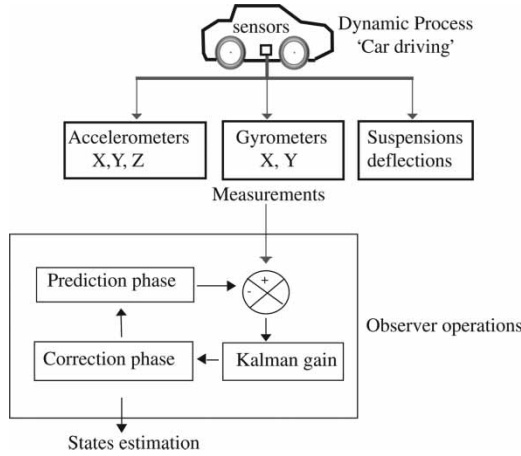 sensors
Dynamic Process
‘Car driving’
Accelerometers
X,Y, Z
Gyrometers
X, Y
Suspensions
deflections
Measurements
Prediction phase
+
-
Observer operations
Correction phase
Kalman gain
States estimation